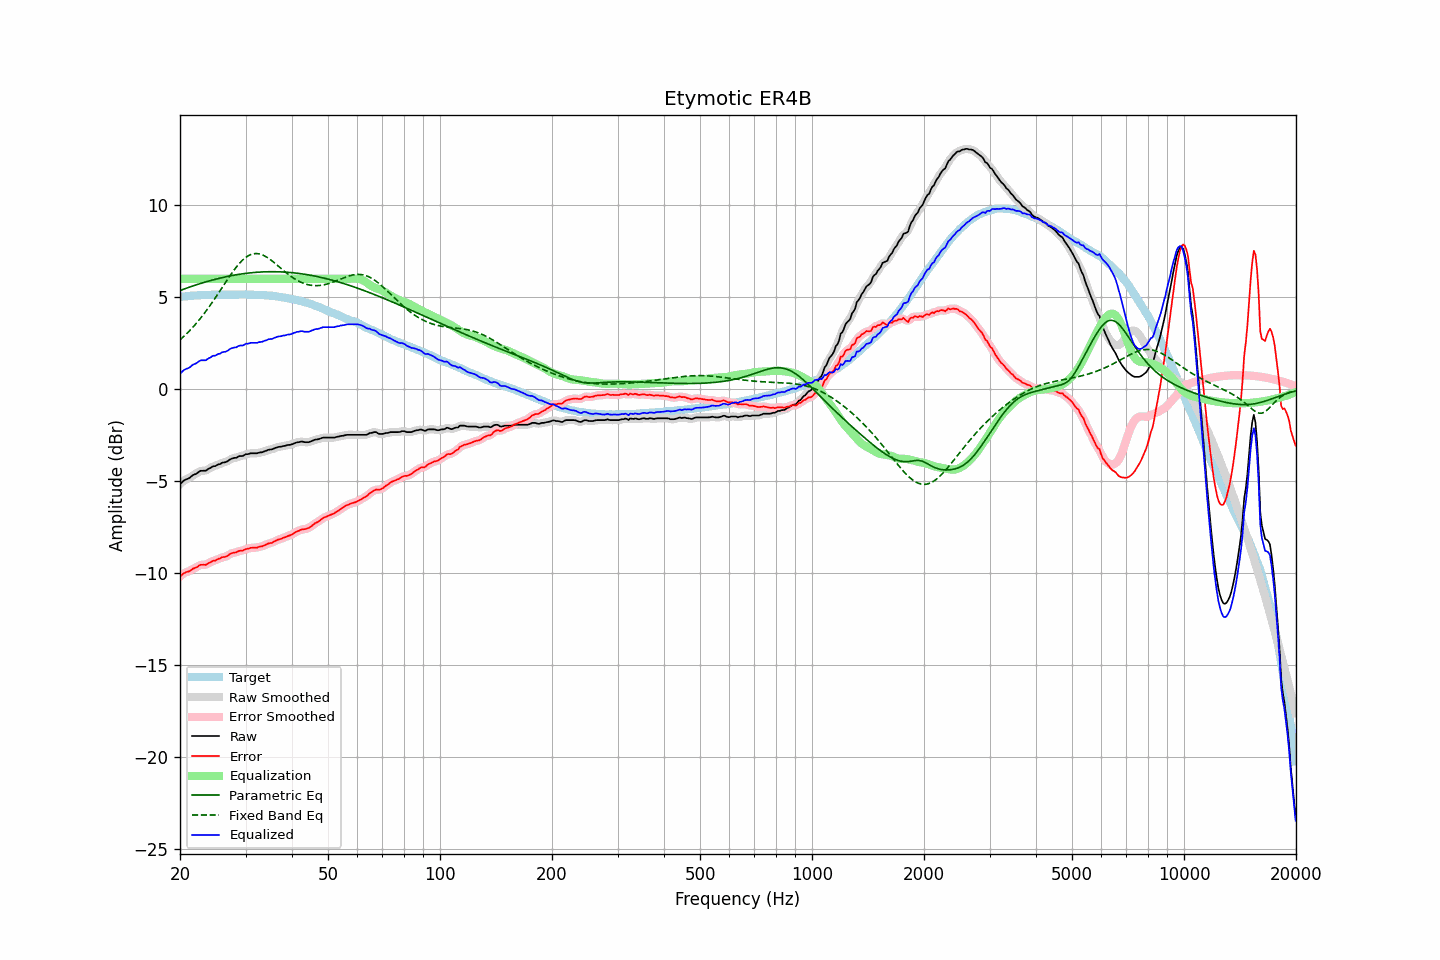 Etymotic ER4B
Amplitude (dBr)
10
5
0
−5
−10
−15
−20
−25
Target
Raw Smoothed
Error Smoothed
Raw
Error
Equalization
Parametric Eq
Fixed Band Eq
Equalized
20
50
100
200
500
1000
2000
5000
10000
20000
Frequency (Hz)